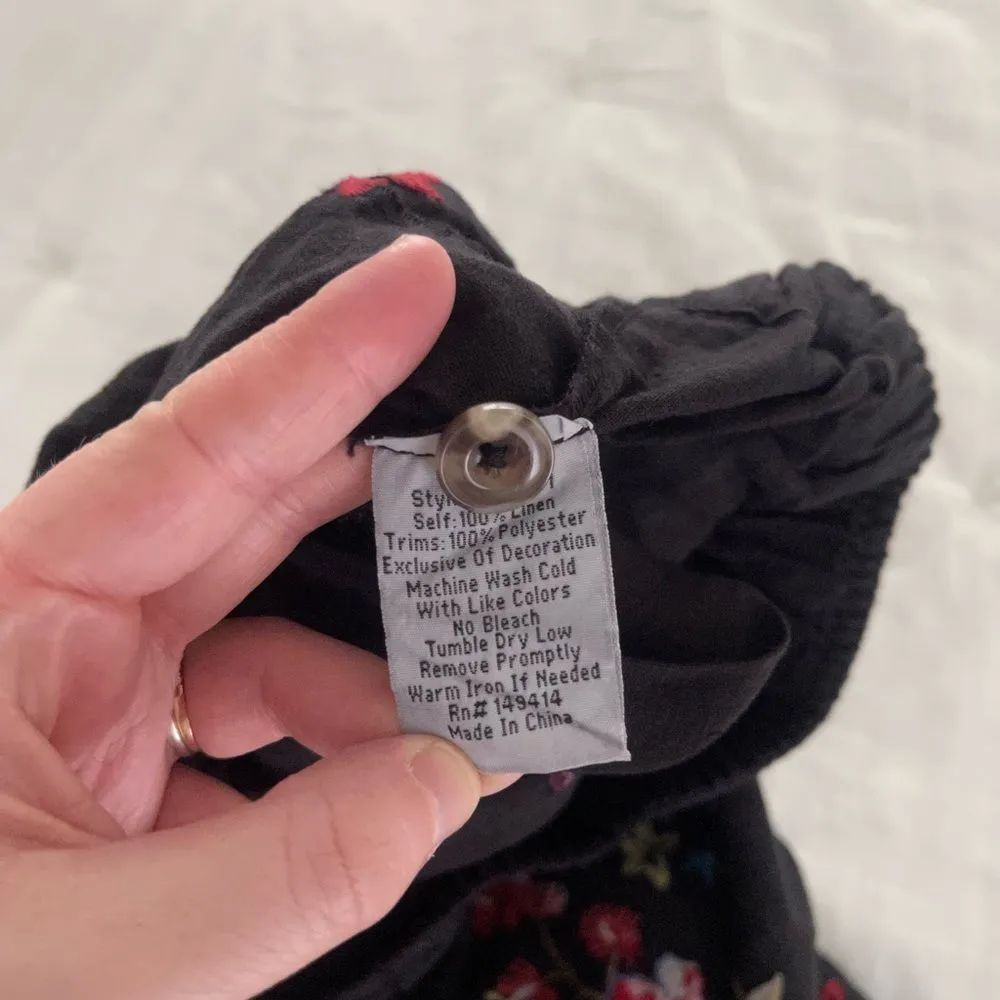 Self: 100% Linen
Trims: 100% Polyester
Exclusive Of Decoration
Machine Wash Cold
With Like Colors
No Bleach
Tumble Dry Low
Remove Promptly
Warm Iron If Needed
Rn# 149414
Made In China